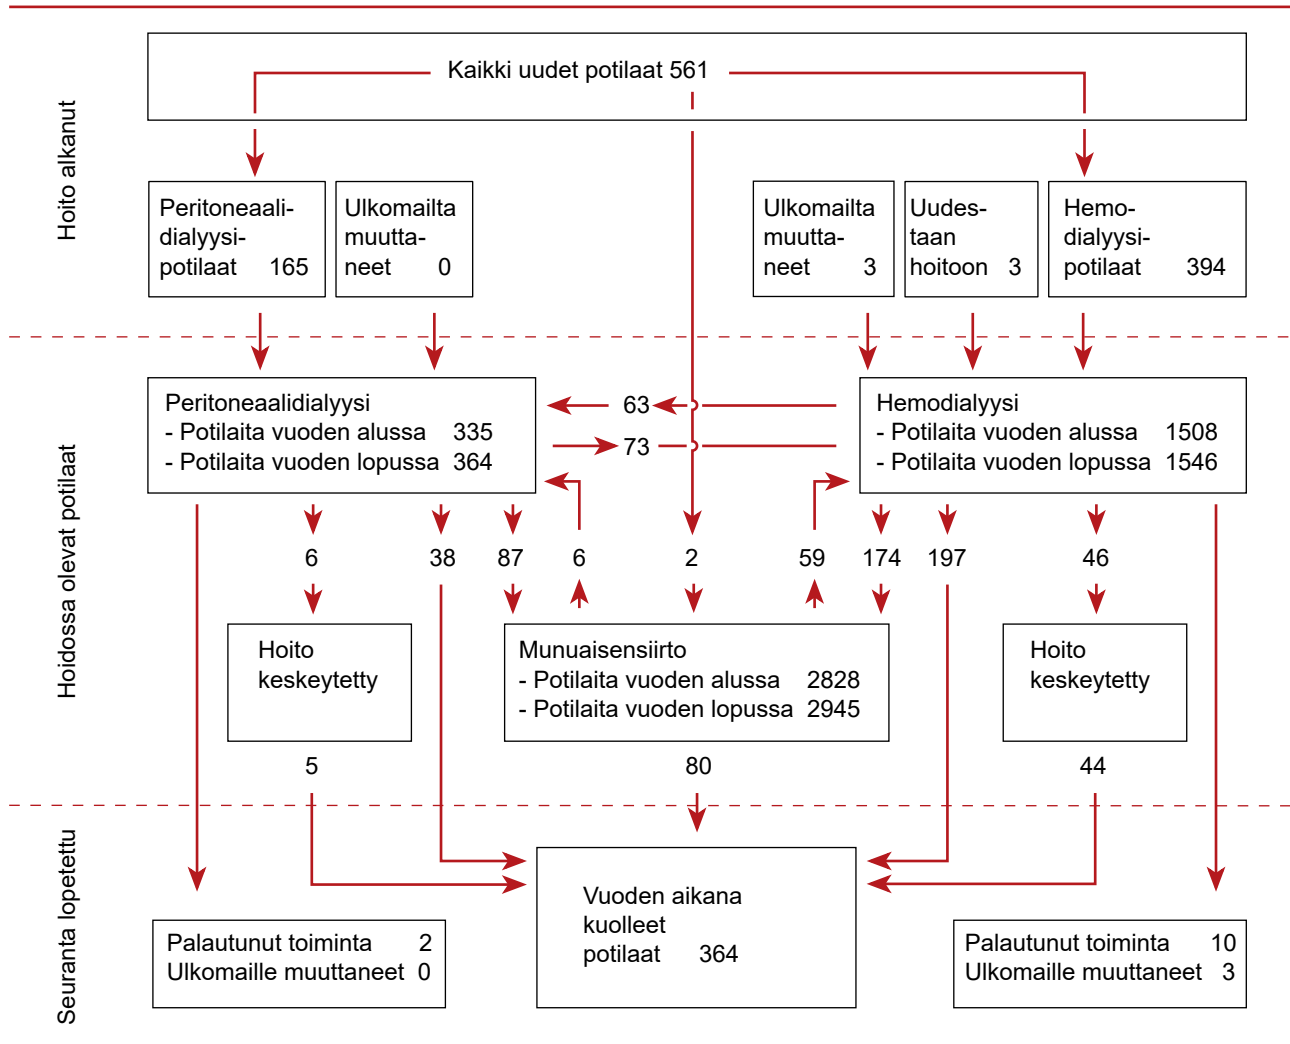 Hoito alkanut
Kaikki uudet potilaat 561
Peritoneaali-
dialyysi-
potilaat 165
Ulkomailta
muutta-
neet 0
Ulkomailta
muutta-
neet 3
Uudes-
taan
hoitoon 3
Hemo-
dialyysi-
potilaat 394
Hoidossa olevat potilaat
Peritoneaalidialyysi
- Potilaita vuoden alussa 335
- Potilaita vuoden lopussa 364
63
73
Hemodialyysi
- Potilaita vuoden alussa 1508
- Potilaita vuoden lopussa 1546
6
38
87
6
2
59
174
197
46
Hoito
keskeytetty
Munuaisensiirto
- Potilaita vuoden alussa 2828
- Potilaita vuoden lopussa 2945
Hoito
keskeytetty
5
80
44
Seuranta lopetettu
Palautunut toiminta 2
Ulkomaille muuttaneet 0
Vuoden aikana
kuolleet
potilaat 364
Palautunut toiminta 10
Ulkomaille muuttaneet 3